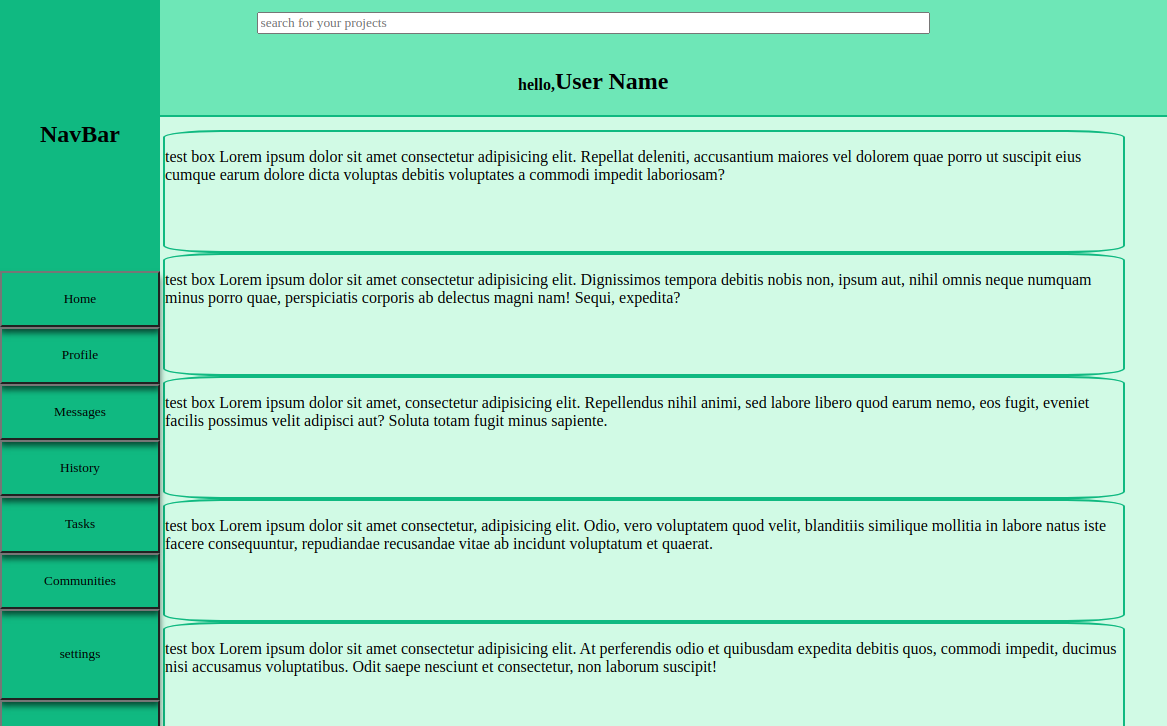 search for your projects
hello,User Name
NavBar
Home
Profile
Messages
History
Tasks
Communities
settings
test box Lorem ipsum dolor sit amet consectetur adipisicing elit. Repellat deleniti, accusantium maiores vel dolorem quae porro ut suscipit eius
cumque earum dolore dicta voluptas debitis voluptates a commodi impedit laboriosam?
test box Lorem ipsum dolor sit amet consectetur adipisicing elit. Dignissimos tempora debitis nobis non, ipsum aut, nihil omnis neque numquam
minus porro quae, perspiciatis corporis ab delectus magni nam! Sequi, expedita?
test box Lorem ipsum dolor sit amet, consectetur adipisicing elit. Repellendus nihil animi, sed labore libero quod earum nemo, eos fugit, eveniet
facilis possimus velit adipisci aut? Soluta totam fugit minus sapiente.
test box Lorem ipsum dolor sit amet consectetur, adipisicing elit. Odio, vero voluptatem quod velit, blanditiis similique mollitia in labore natus iste
facere consequuntur, repudiandae recusandae vitae ab incidunt voluptatum et quaerat.
test box Lorem ipsum dolor sit amet consectetur adipisicing elit. At perferendis odio et quibusdam expedita debitis quos, commodi impedit, ducimus
nisi accusamus voluptatibus. Odit saepe nesciunt et consectetur, non laborum suscipit!